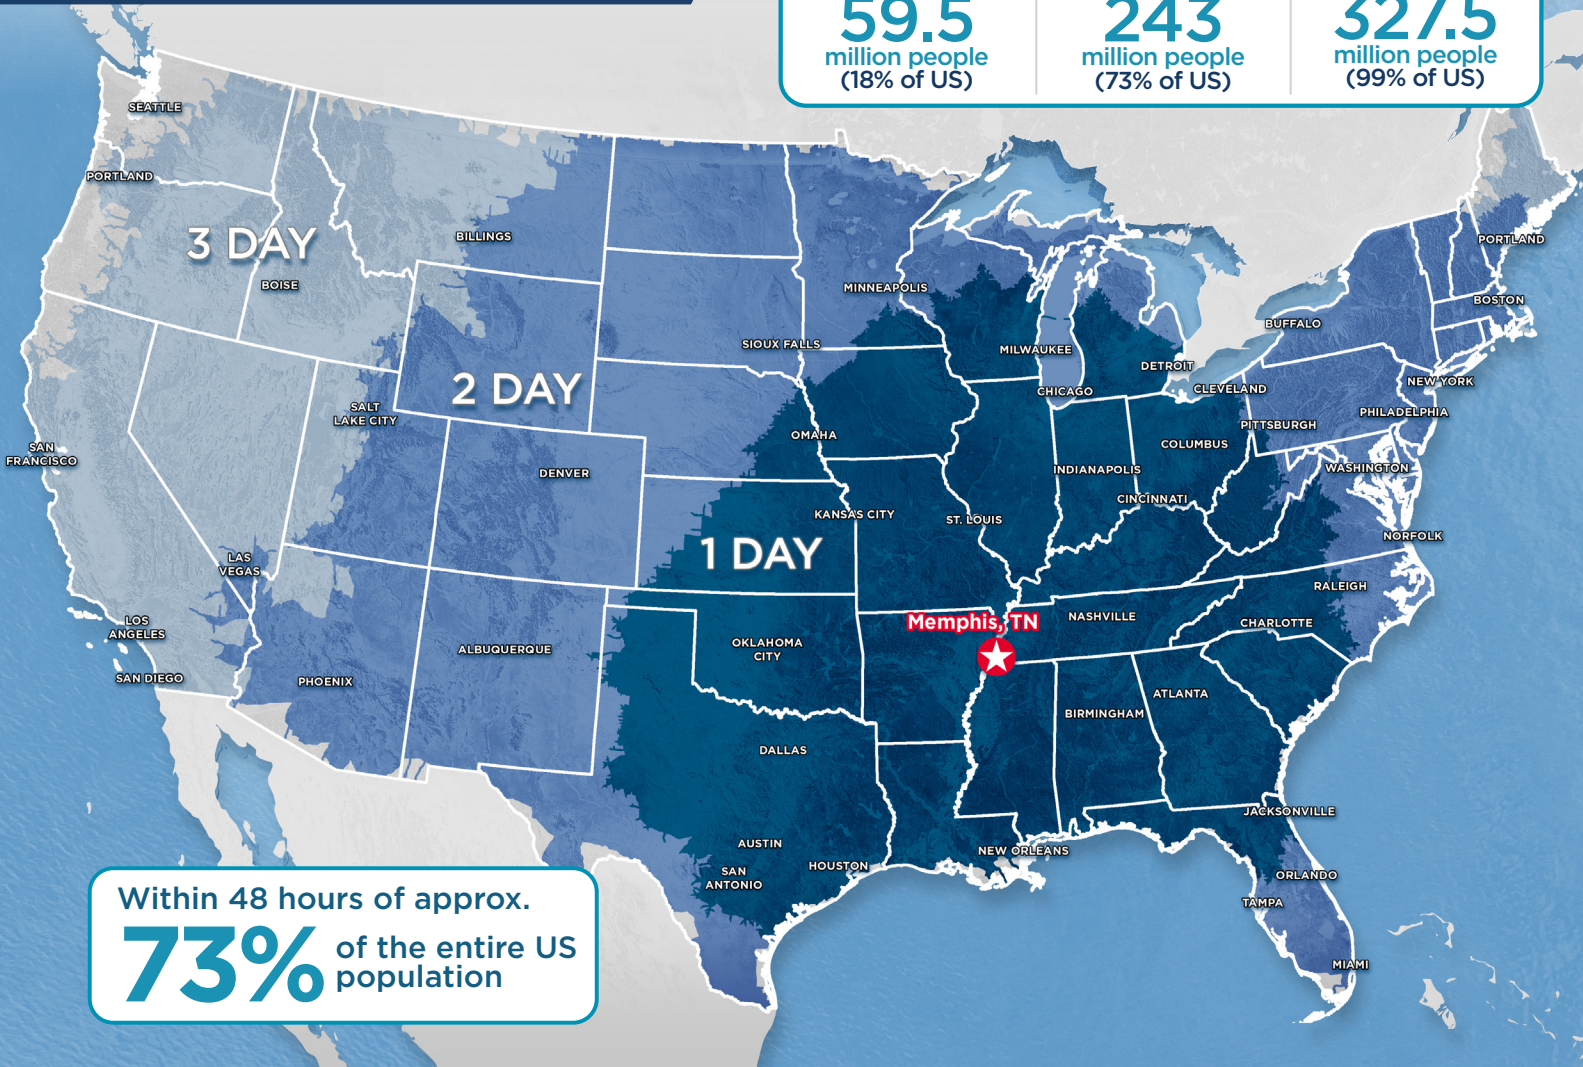 59.5
million people
(18% of US)
243
million people
(73% of US)
327.5
million people
(99% of US)
SEATTLE
PORTLAND
3 DAY
BOISE
BILLINGS
MINNEAPOLIS
PORTLAND
BOSTON
BUFFALO
SIOUX FALLS
MILWAUKEE
DETROIT
CHICAGO
CLEVELAND
NEW YORK
2 DAY
SALT
LAKE CITY
PHILADELPHIA
PITTSBURGH
OMAHA
COLUMBUS
SAN
FRANCISCO
DENVER
INDIANAPOLIS
WASHINGTON
CINCINNATI
KANSAS CITY
ST. LOUIS
NORFOLK
1 DAY
LAS
VEGAS
RALEIGH
LOS
ANGELES
Memphis, TN
NASHVILLE
CHARLOTTE
ALBUQUERQUE
OKLAHOMA
CITY
SAN DIEGO
PHOENIX
ATLANTA
BIRMINGHAM
DALLAS
JACKSONVILLE
AUSTIN
NEW ORLEANS
HOUSTON
SAN
ANTONIO
ORLANDO
TAMPA
MIAMI
Within 48 hours of approx.
73%
of the entire US
population